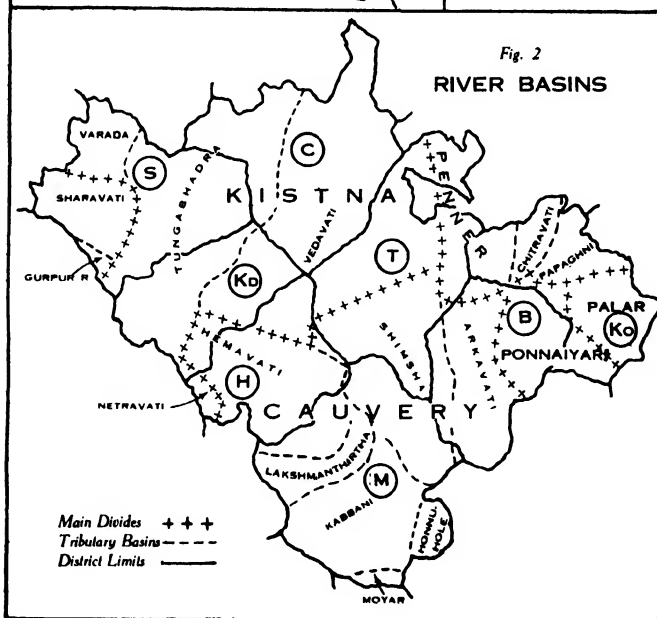 Fig. 2
RIVER BASINS
VARADA
S
C
SHARAVATI
TUNGABHADRA
KISTNA
PENNER
VEDAVATI
CHITRAVATI
PAPAGHNI
GURPUR R
T
KD
B
PALAR
KO
PONNAIYAR
HEMAVATI
SHIMSHA
ARKAVATI
NETRAVATI
H
CAUVERY
LAKSHMANTHIRTHA
M
KABBANI
HONNU-
HOLE
Main Divides
Tributary Basins
District Limits
MOYAR